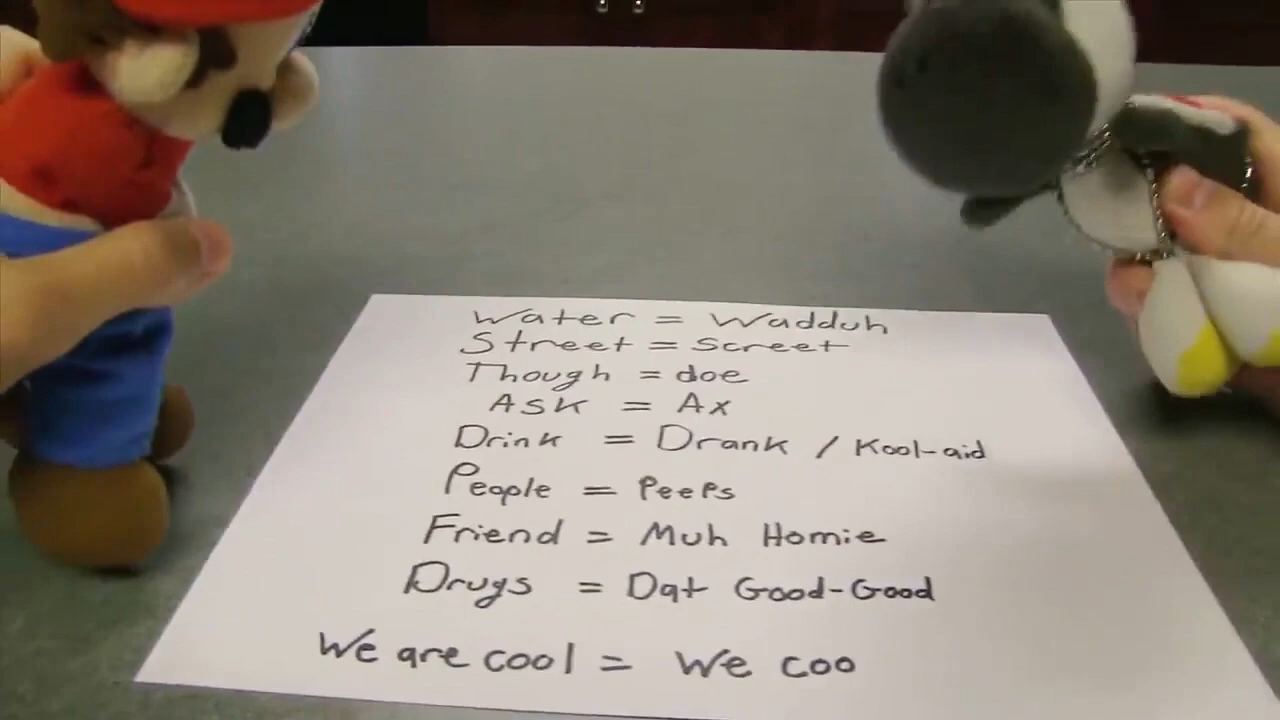 Water = Wadduh
Street = Screet
Though = doe
ASK = Ax
Drink = Drank / Kool-aid
People = Peeps
Friend = Muh Homie
Drugs = Dat Good-Good
We are cool = We coo